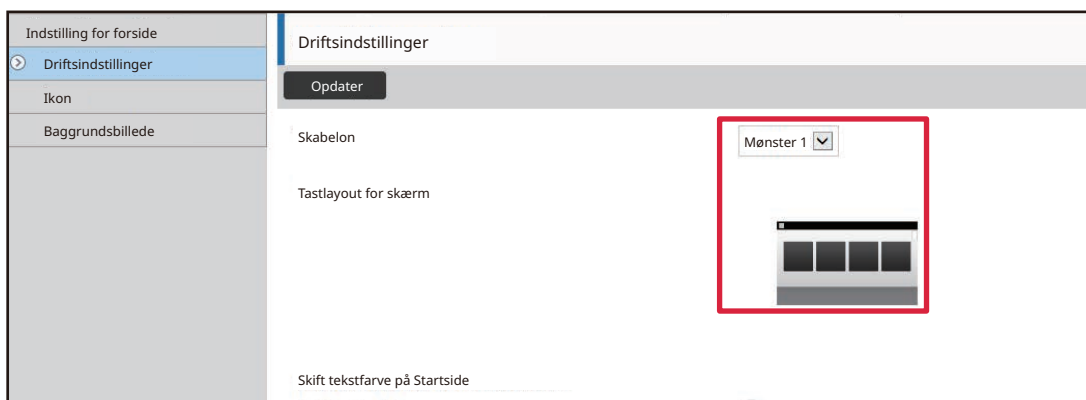 Indstilling for forside
Driftsindstillinger
Ikon
Baggrundsbillede
Driftsindstillinger
Opdater
Skabelon
Mønster 1
Tastlayout for skærm
Skift tekstfarve på Startside